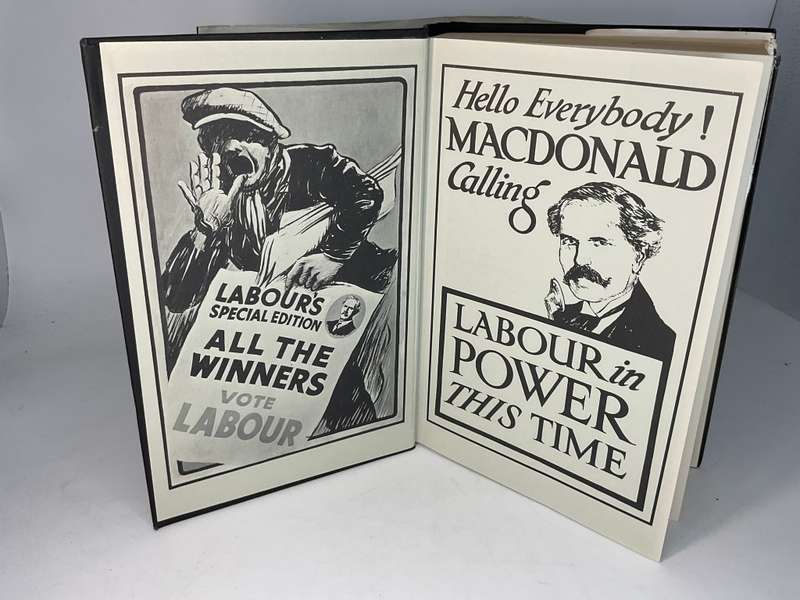 LABOUR'S
SPECIAL EDITION
ALL THE
WINNERS
VOTE
LABOUR
Hello Everybody!
MACDONALD
Calling
LABOUR in
POWER
THIS TIME